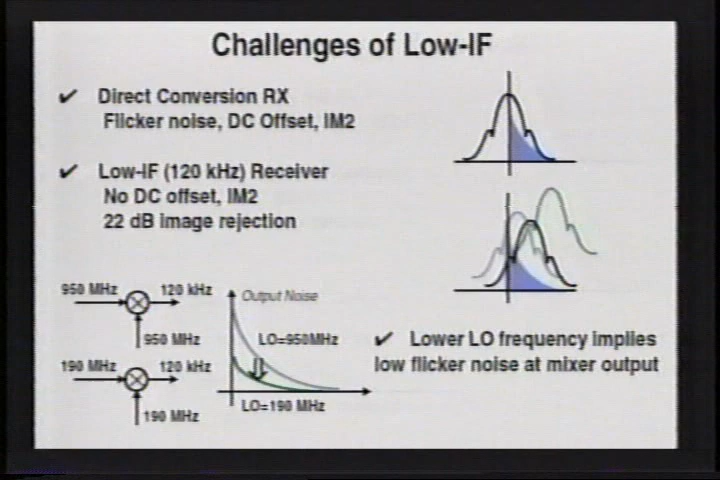 Challenges of Low-IF
✔ Direct Conversion RX
Flicker noise, DC Offset, IM2
✔ Low-IF (120 kHz) Receiver
No DC offset, IM2
22 dB image rejection
950 MHz
120 kHz
950 MHz
190 MHz
120 kHz
190 MHz
Output Noise
LO=950MHz
LO=190 MHz
✔ Lower LO frequency implies
low flicker noise at mixer output